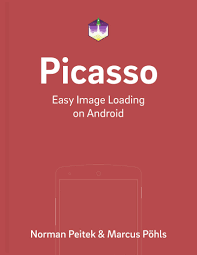 Picasso
Easy Image Loading
on Android
Norman Peitek & Marcus Pöhls